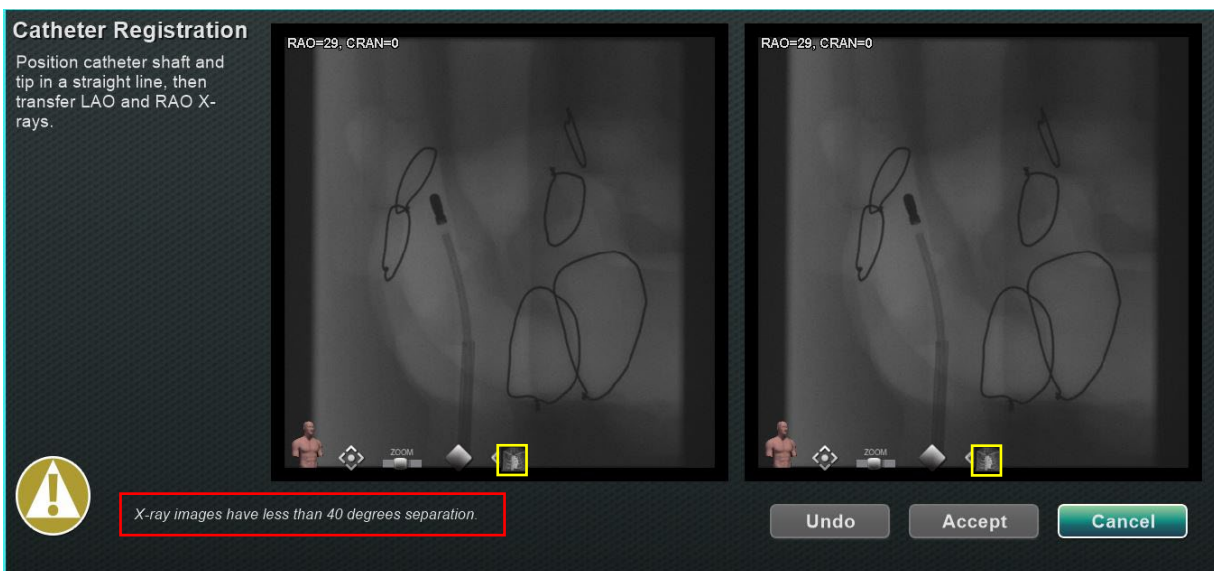 Catheter Registration
Position catheter shaft and
tip in a straight line, then
transfer LAO and RAO X-
rays.
RAO=29, CRAN=0
ZOOM
RAO=29, CRAN=0
ZOOM
X-ray images have less than 40 degrees separation.
Undo
Accept
Cancel